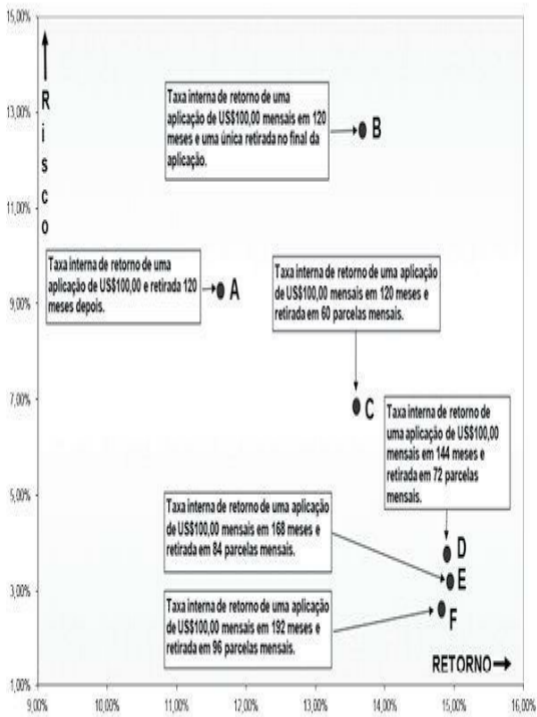 15,00%
13,00%
11,00%
9,00%
7,00%
5,00%
3,00%
1,00%
Risco
Taxa interna de retorno de uma
aplicação de US$100,00 mensais em 120
meses e uma única retirada no final da
aplicação.
B
Taxa interna de retorno de uma
aplicação de US$100,00 e retirada 120
meses depois.
A
Taxa interna de retorno de uma aplicação
de US$100,00 mensais em 120 meses e
retirada em 60 parcelas mensais.
C
Taxa interna de retorno de
uma aplicação de US$100,00
mensais em 144 meses e
retirada em 72 parcelas
mensais.
D
Taxa interna de retorno de uma aplicação
de US$100,00 mensais em 168 meses e
retirada em 84 parcelas mensais.
E
Taxa interna de retorno de uma aplicação
de US$100,00 mensais em 192 meses e
retirada em 96 parcelas mensais.
F
RETORNO
9,00% 10,00% 11,00% 12,00% 13,00% 14,00% 15,00% 16,00%